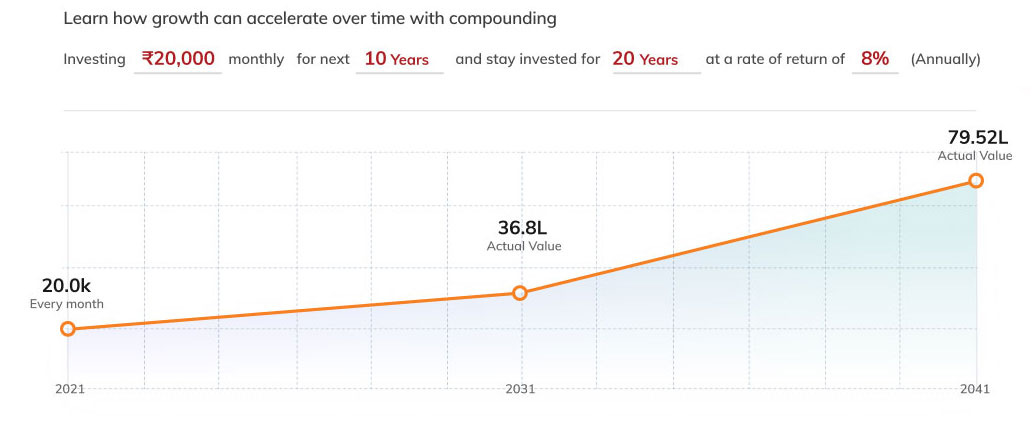 Learn how growth can accelerate over time with compounding
Investing ₹20,000 monthly for next 10 Years and stay invested for 20 Years at a rate of return of 8% (Annually)
79.52L
Actual Value
36.8L
Actual Value
20.0k
Every month
2021 2031 2041